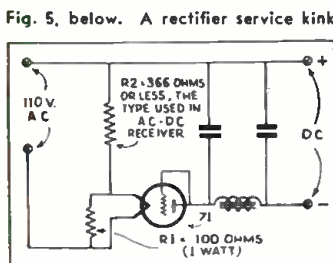 Fig. 5, below. A rectifier service kink
110V.
A C
R2=366 OHMS
OR LESS, THE
TYPE USED IN
AC-DC
RECEIVER
+
DC
-
71
R1 = 100 OHMS
(1 WATT)